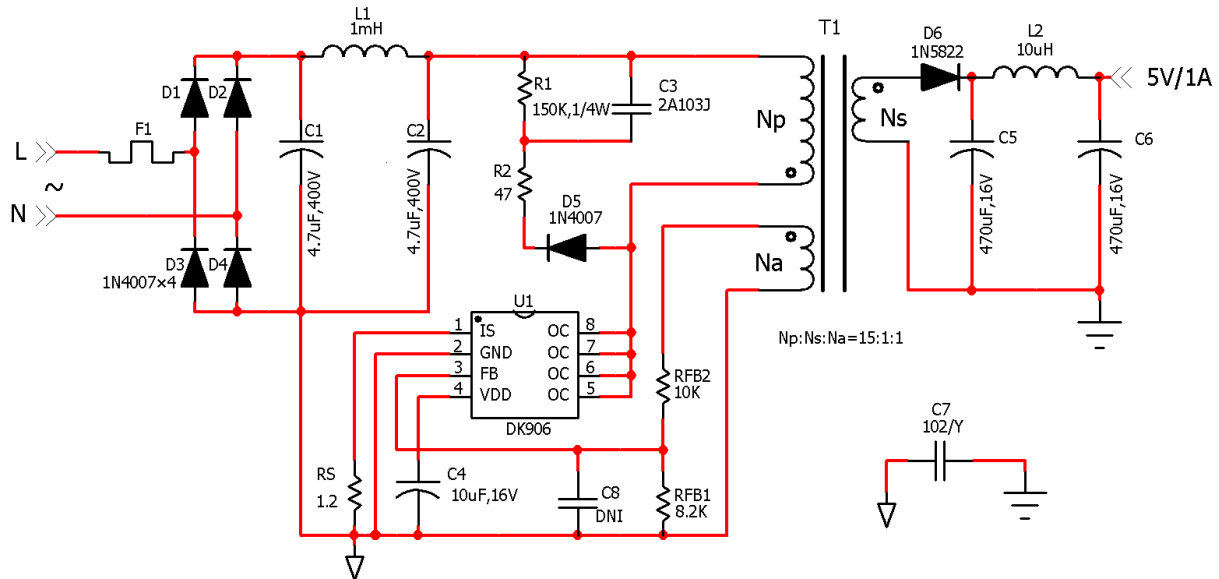 L1
1mH
T1
D6
1N5822
L2
10uH
5V/1A
D1
D2
F1
L
~
N
C1
4.7uF,400V
C2
4.7uF,400V
R1
150K,1/4W
C3
2A103J
R2
47
D5
1N4007
Np
Ns
Na
C5
470uF,16V
C6
470uF,16V
D3
D4
1N4007×4
U1
1 IS OC 8
2 GND OC 7
3 FB OC 6
4 VDD OC 5
DK906
Np:Ns:Na=15:1:1
RFB2
10K
C7
102/Y
RS
1.2
C4
10uF,16V
C8
DNI
RFB1
8.2K